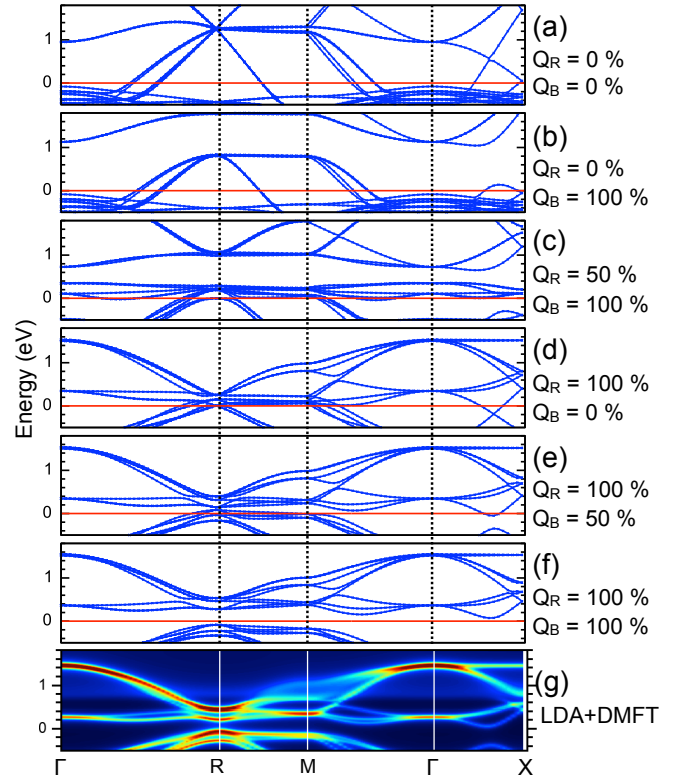 1
0
(a)
Q_R = 0 %
Q_B = 0 %
1
0
(b)
Q_R = 0 %
Q_B = 100 %
1
0
(c)
Q_R = 50 %
Q_B = 100 %
Energy (eV)
1
0
(d)
Q_R = 100 %
Q_B = 0 %
1
0
(e)
Q_R = 100 %
Q_B = 50 %
1
0
(f)
Q_R = 100 %
Q_B = 100 %
1
0
(g)
LDA+DMFT
Γ R M Γ X